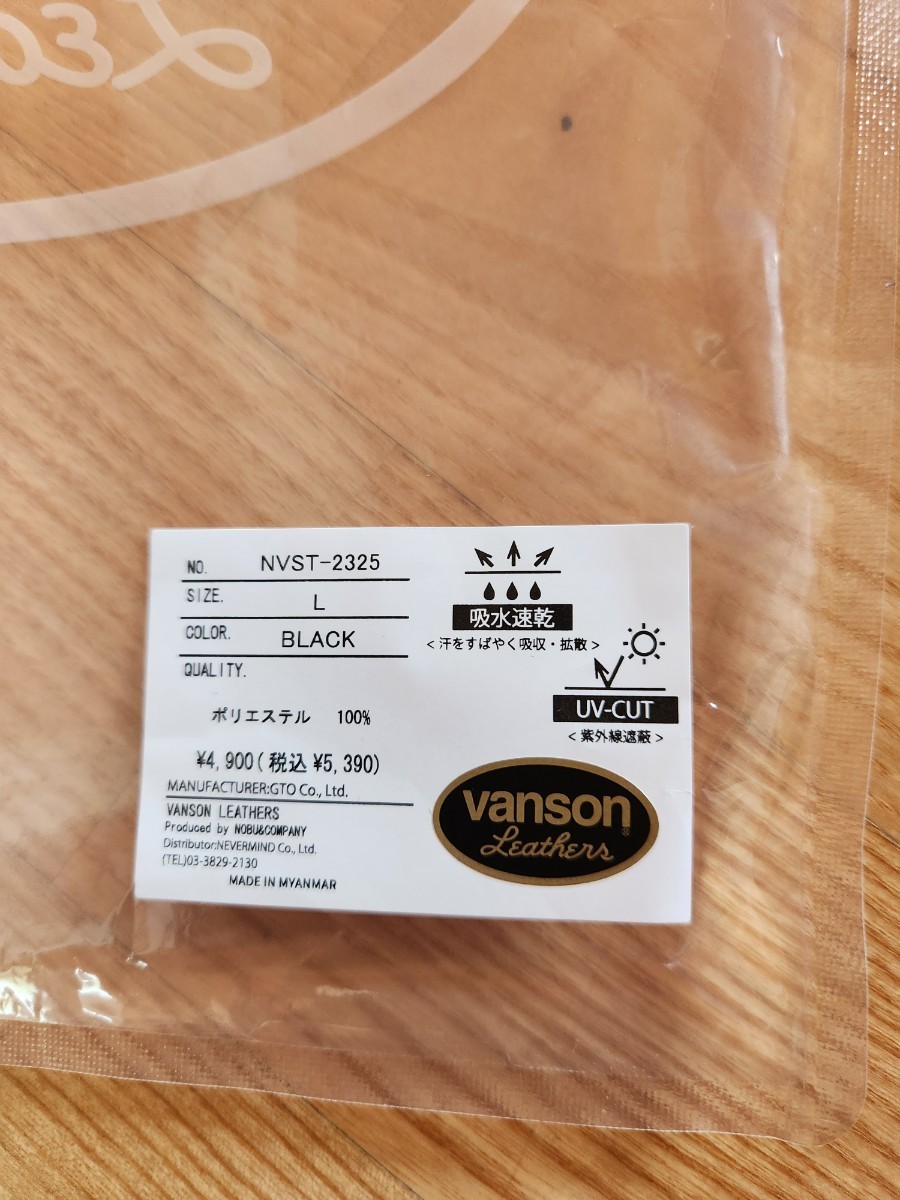 NO. NVST-2325
SIZE. L
COLOR. BLACK
QUALITY.
ポリエステル 100%
¥4,900(税込¥5,390)
MANUFACTURER:GTO Co., Ltd.
VANSON LEATHERS
Produced by NOBU&COMPANY
Distributor:NEVERMIND Co., Ltd.
(TEL)03-3829-2130
MADE IN MYANMAR
吸水速乾
<汗をすばやく吸収・拡散>
UV-CUT
<紫外線遮蔽>
vanson®
Leathers